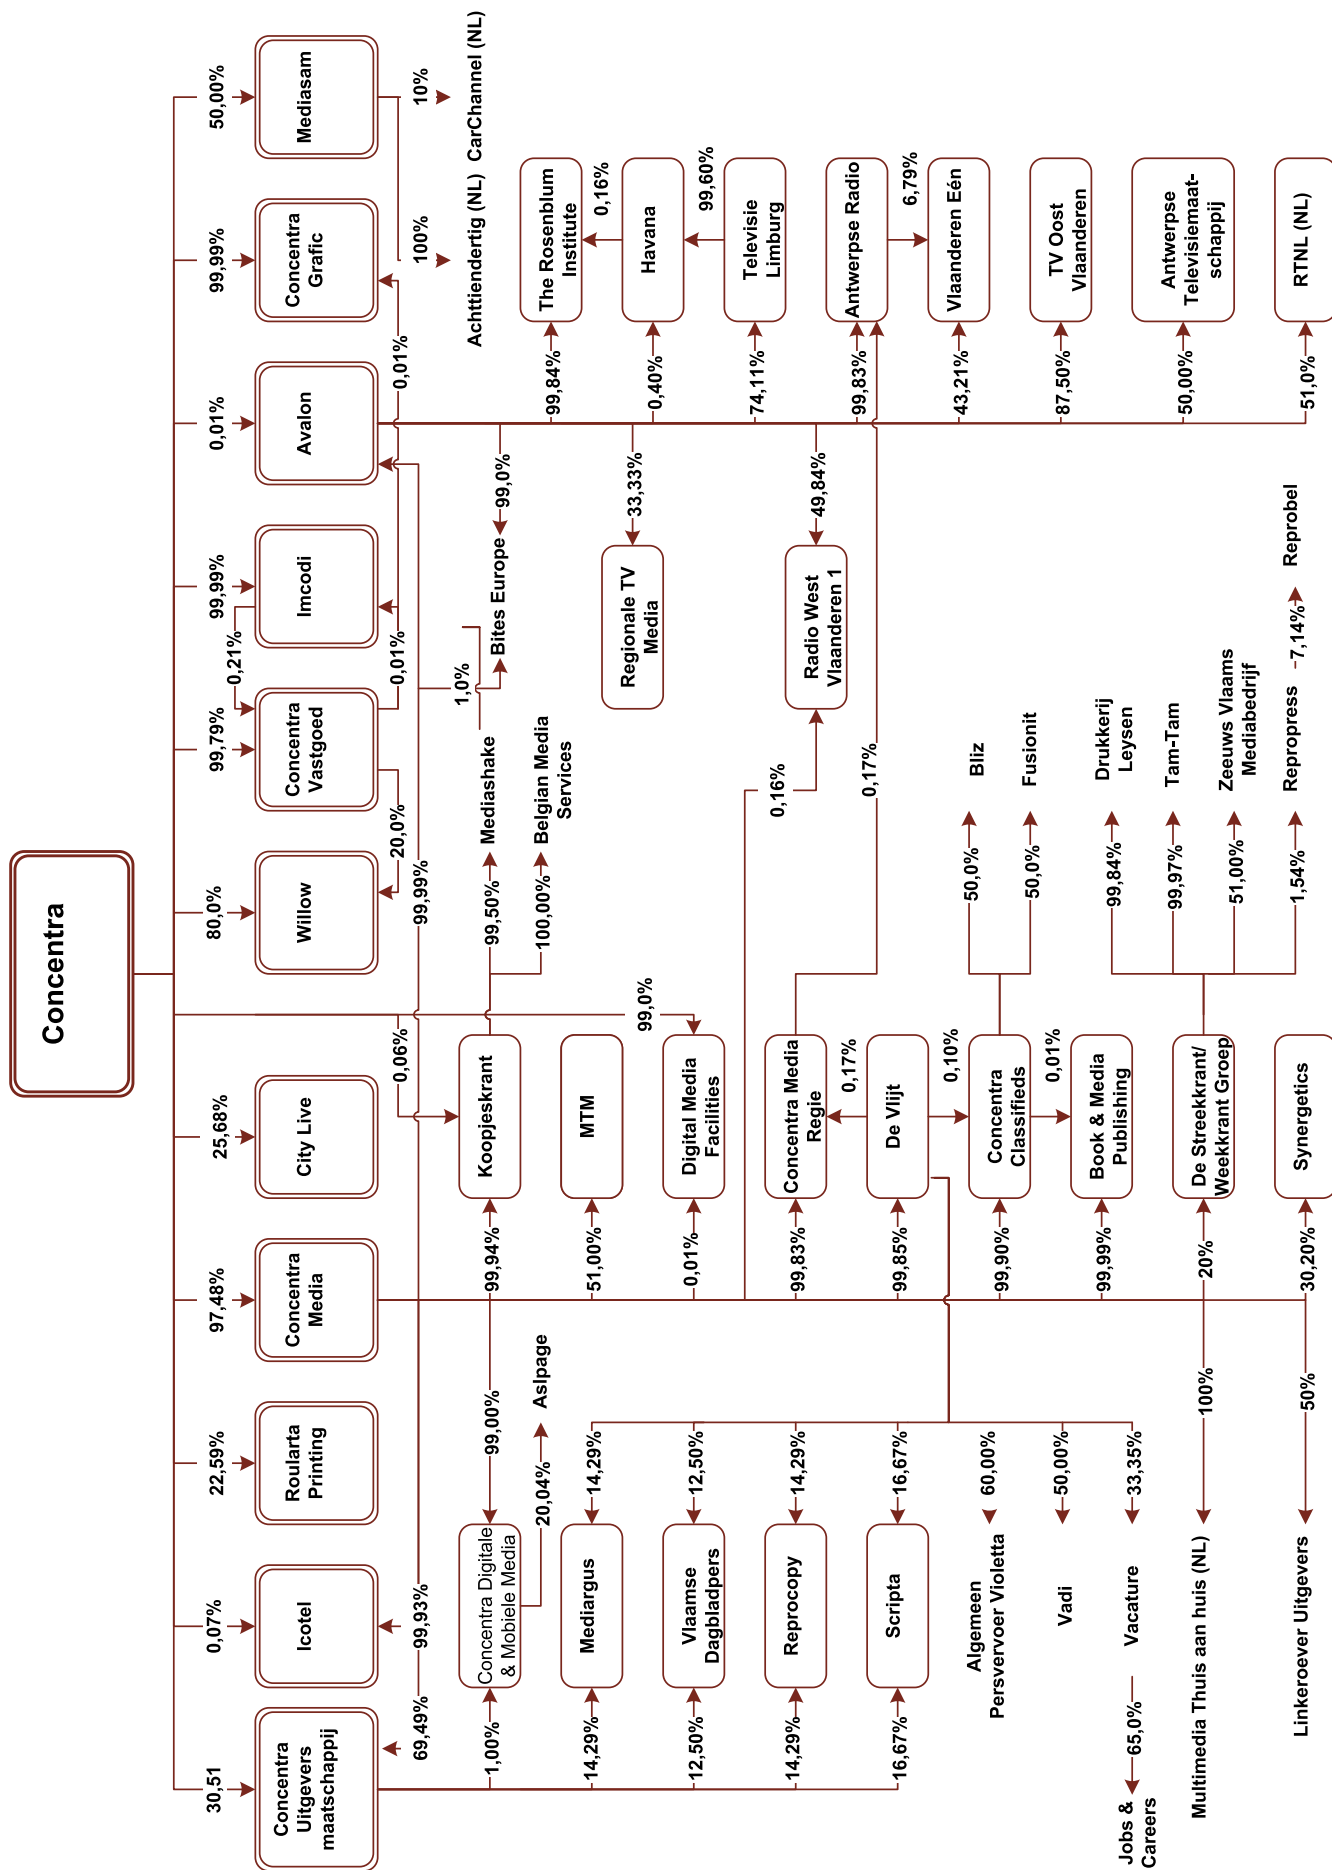 Concentra
30,51
0,07%
22,59%
97,48%
25,68%
80,0%
99,79%
99,99%
0,01%
99,99%
50,00%
0,21%
Concentra
Uitgevers
maatschappij
Icotel
Roularta
Printing
Concentra
Media
City Live
Willow
Concentra
Vastgoed
Imcodi
Avalon
Concentra
Grafic
Mediasam
69,49%
99,93%
0,06%
99,99%
20,0%
0,01%
0,01%
100%
10%
Achttiendertig (NL)
CarChannel (NL)
1,00%
Concentra Digitale
& Mobiele Media
99,00%
99,94%
Koopjeskrant
99,50%
Mediashake
1,0%
Bites Europe
99,0%
20,04%
Aslpage
100,00%
Belgian Media
Services
14,29%
Mediargus
14,29%
51,00%
MTM
99,84%
The Rosenblum
Institute
0,16%
12,50%
Vlaamse
Dagbladpers
12,50%
0,01%
Digital Media
Facilities
99,0%
Regionale TV
Media
33,33%
0,40%
Havana
99,60%
14,29%
Reprocopy
14,29%
99,83%
Concentra Media
Regie
0,16%
74,11%
Televisie
Limburg
0,17%
Radio West
Vlaanderen 1
49,84%
16,67%
Scripta
16,67%
99,85%
De Vlijt
0,17%
99,83%
Antwerpse Radio
6,79%
0,10%
Algemeen
Persvervoer Violetta
60,00%
99,90%
Concentra
Classifieds
50,0%
Bliz
43,21%
Vlaanderen Eén
0,01%
50,0%
Fusionit
Vadi
50,00%
99,99%
Book & Media
Publishing
87,50%
TV Oost
Vlaanderen
99,84%
Drukkerij
Leysen
Jobs &
Careers
65,0%
Vacature
33,35%
99,97%
Tam-Tam
50,00%
Antwerpse
Televisiemaat-
schappij
Multimedia Thuis aan huis (NL)
100%
20%
De Streekkrant/
Weekkrant Groep
51,00%
Zeeuws Vlaams
Mediabedrijf
Linkeroever Uitgevers
50%
30,20%
Synergetics
1,54%
Repropress
7,14%
Reprobel
51,0%
RTNL (NL)